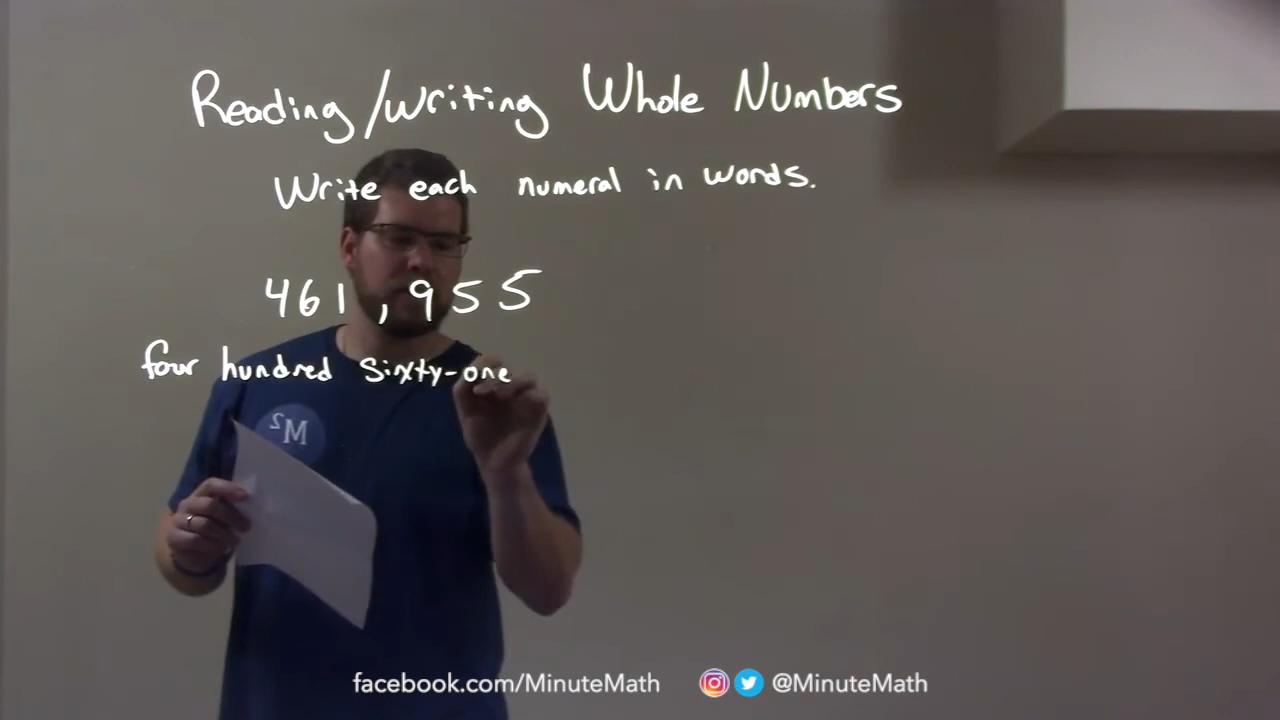 Reading/Writing Whole Numbers
Write each numeral in words.
461,955
four hundred sixty-one
M2
facebook.com/MinuteMath @MinuteMath